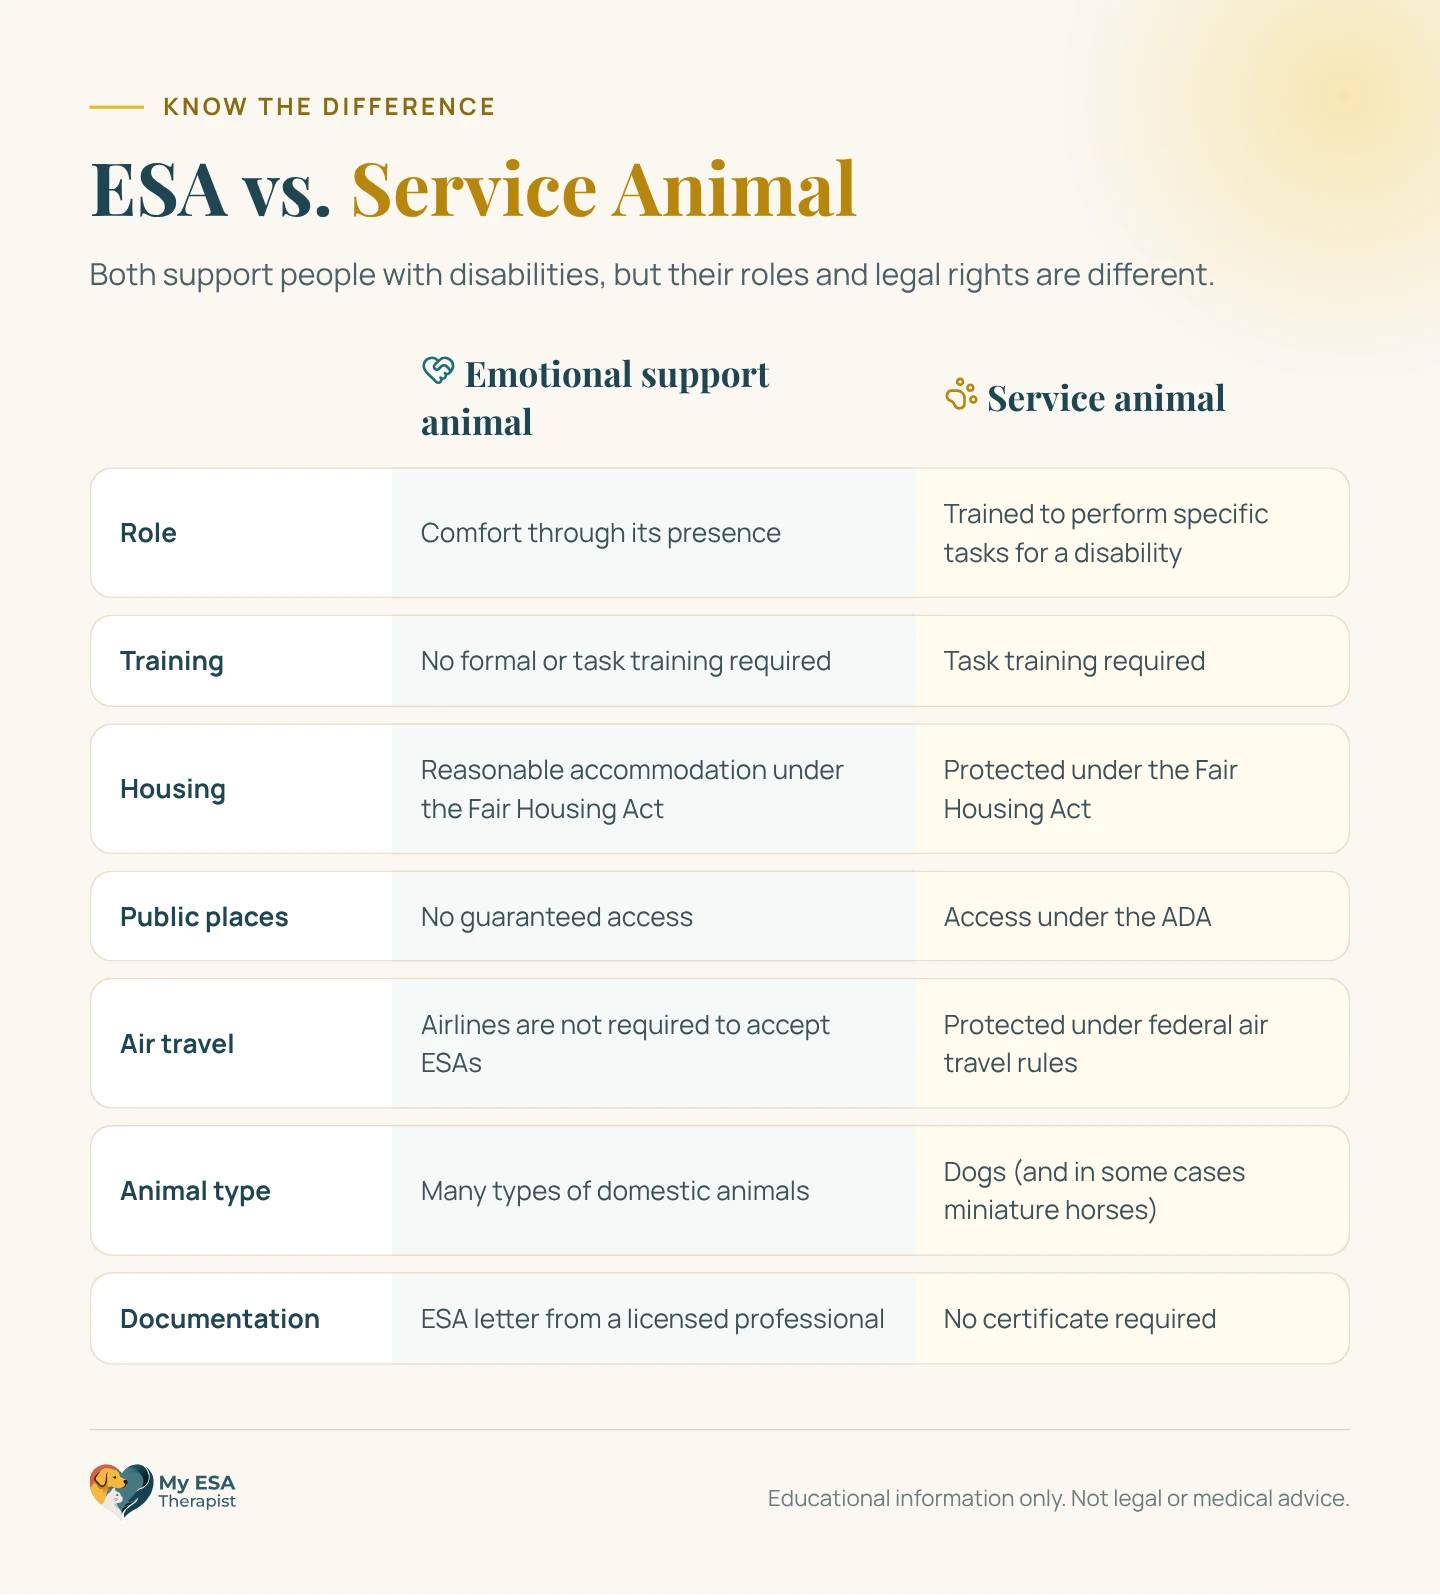 KNOW THE DIFFERENCE
ESA vs. Service Animal
Both support people with disabilities, but their roles and legal rights are different.
Emotional support
animal
Service animal
Role
Comfort through its presence
Trained to perform specific
tasks for a disability
Training
No formal or task training required
Task training required
Housing
Reasonable accommodation under
the Fair Housing Act
Protected under the Fair
Housing Act
Public places
No guaranteed access
Access under the ADA
Air travel
Airlines are not required to accept
ESAs
Protected under federal air
travel rules
Animal type
Many types of domestic animals
Dogs (and in some cases
miniature horses)
Documentation
ESA letter from a licensed professional
No certificate required
My ESA
Therapist
Educational information only. Not legal or medical advice.